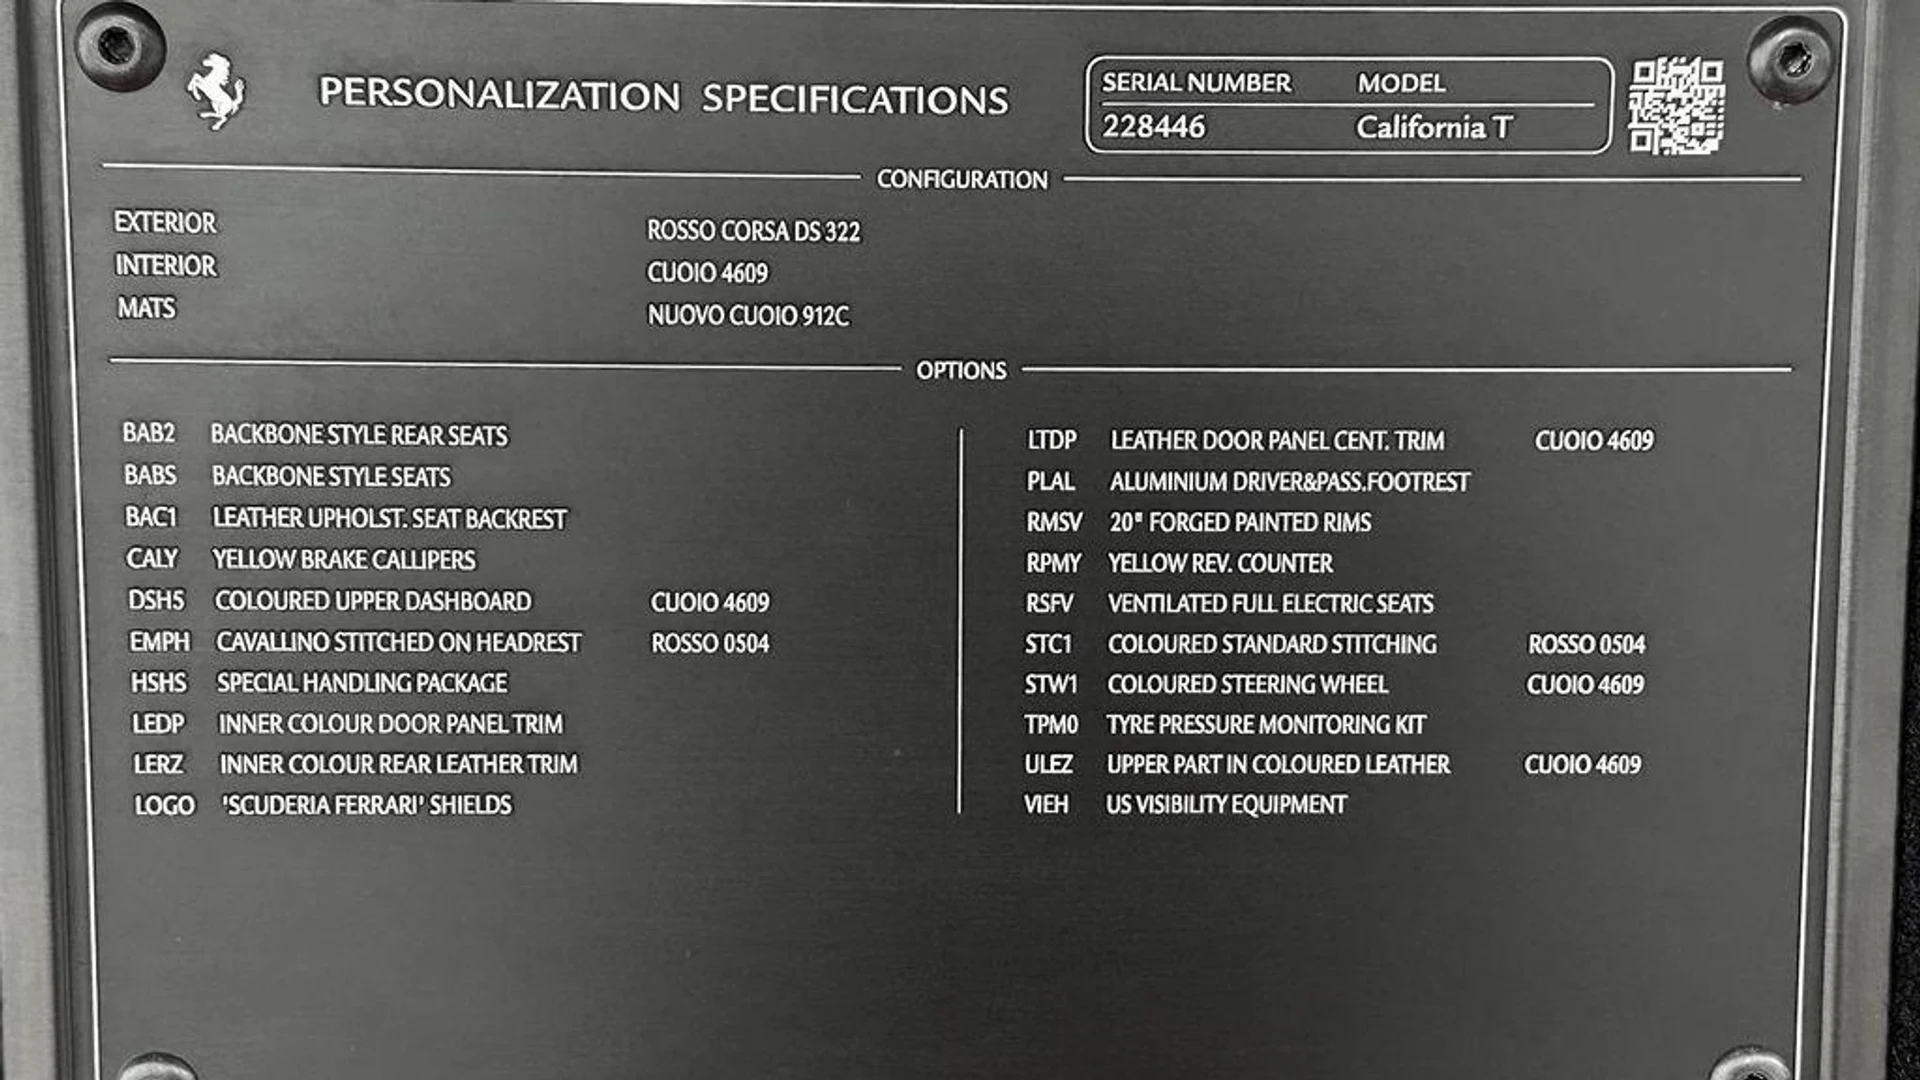 PERSONALIZATION SPECIFICATIONS
SERIAL NUMBER MODEL
228446 California T
CONFIGURATION
EXTERIOR ROSSO CORSA DS 322
INTERIOR CUOIO 4609
MATS NUOVO CUOIO 912C
OPTIONS
BAB2 BACKBONE STYLE REAR SEATS
BABS BACKBONE STYLE SEATS
BAC1 LEATHER UPHOLST. SEAT BACKREST
CALY YELLOW BRAKE CALLIPERS
DSH5 COLOURED UPPER DASHBOARD CUOIO 4609
EMPH CAVALLINO STITCHED ON HEADREST ROSSO 0504
HSHS SPECIAL HANDLING PACKAGE
LEDP INNER COLOUR DOOR PANEL TRIM
LERZ INNER COLOUR REAR LEATHER TRIM
LOGO 'SCUDERIA FERRARI' SHIELDS
LTDP LEATHER DOOR PANEL CENT. TRIM CUOIO 4609
PLAL ALUMINIUM DRIVER&PASS.FOOTREST
RMSV 20" FORGED PAINTED RIMS
RPMY YELLOW REV. COUNTER
RSFV VENTILATED FULL ELECTRIC SEATS
STC1 COLOURED STANDARD STITCHING ROSSO 0504
STW1 COLOURED STEERING WHEEL CUOIO 4609
TPM0 TYRE PRESSURE MONITORING KIT
ULEZ UPPER PART IN COLOURED LEATHER CUOIO 4609
VIEH US VISIBILITY EQUIPMENT